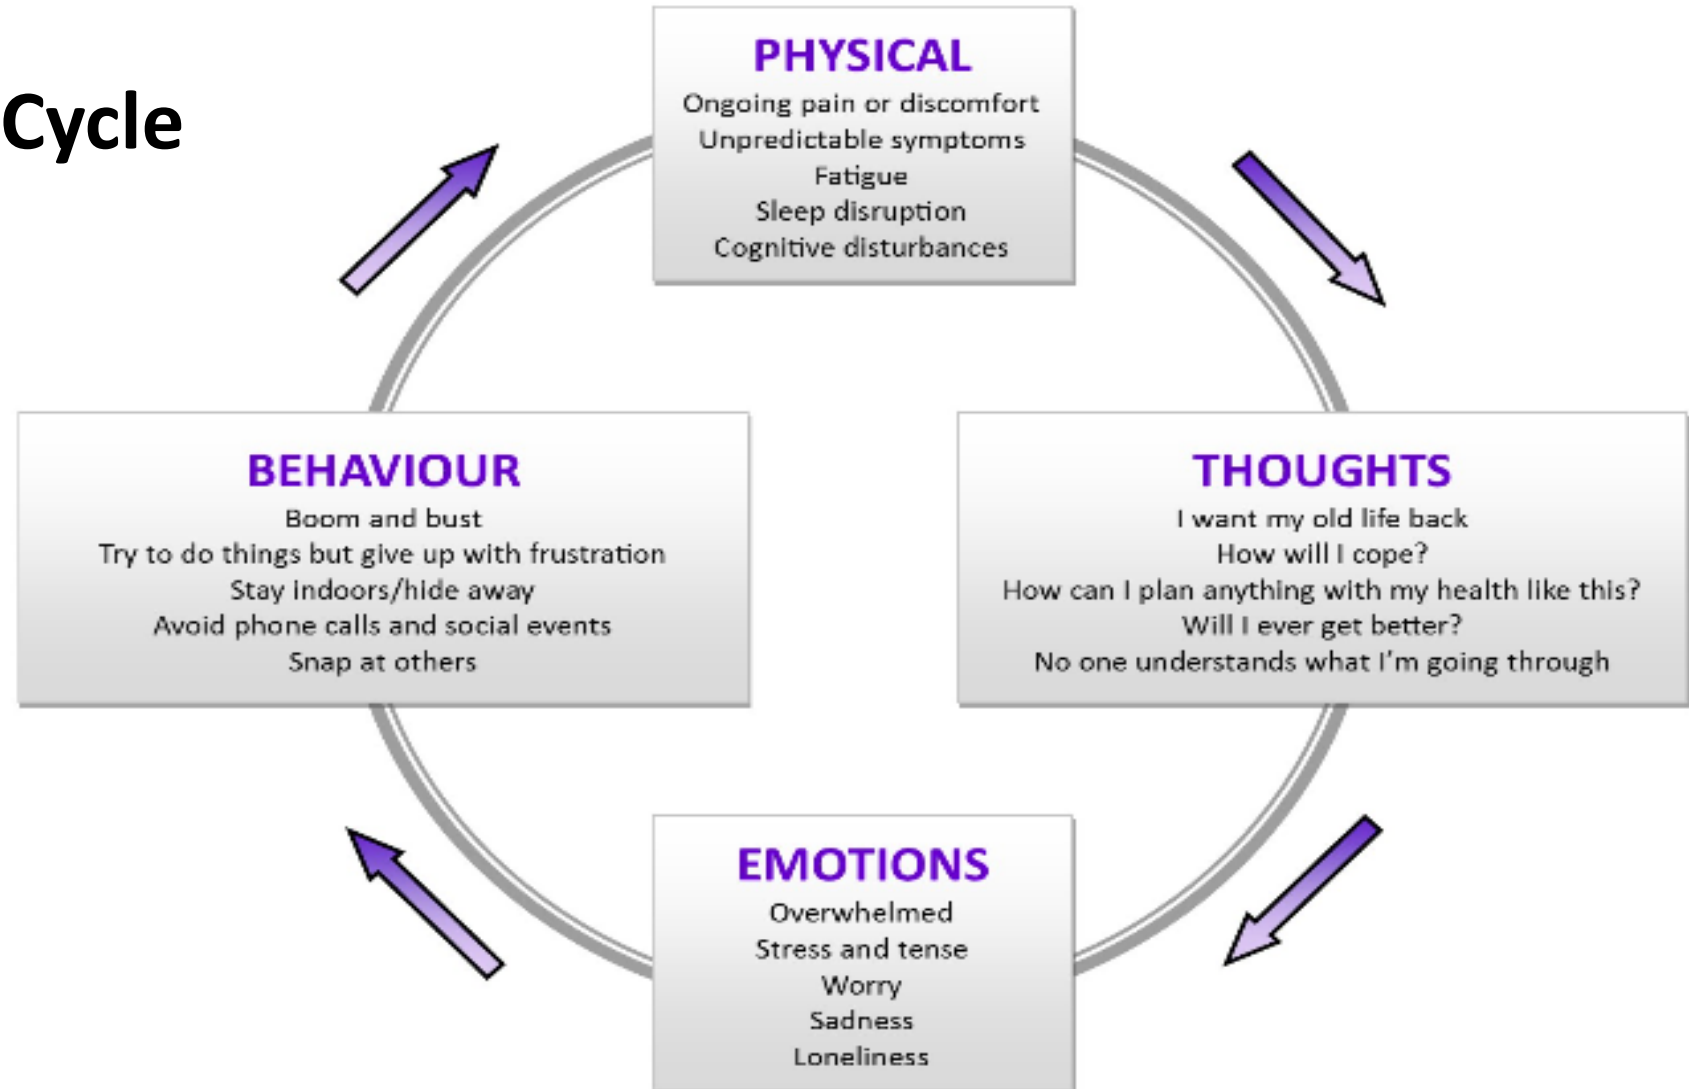 Cycle
PHYSICAL
Ongoing pain or discomfort
Unpredictable symptoms
Fatigue
Sleep disruption
Cognitive disturbances
BEHAVIOUR
Boom and bust
Try to do things but give up with frustration
Stay indoors/hide away
Avoid phone calls and social events
Snap at others
THOUGHTS
I want my old life back
How will I cope?
How can I plan anything with my health like this?
Will I ever get better?
No one understands what I'm going through
EMOTIONS
Overwhelmed
Stress and tense
Worry
Sadness
Loneliness